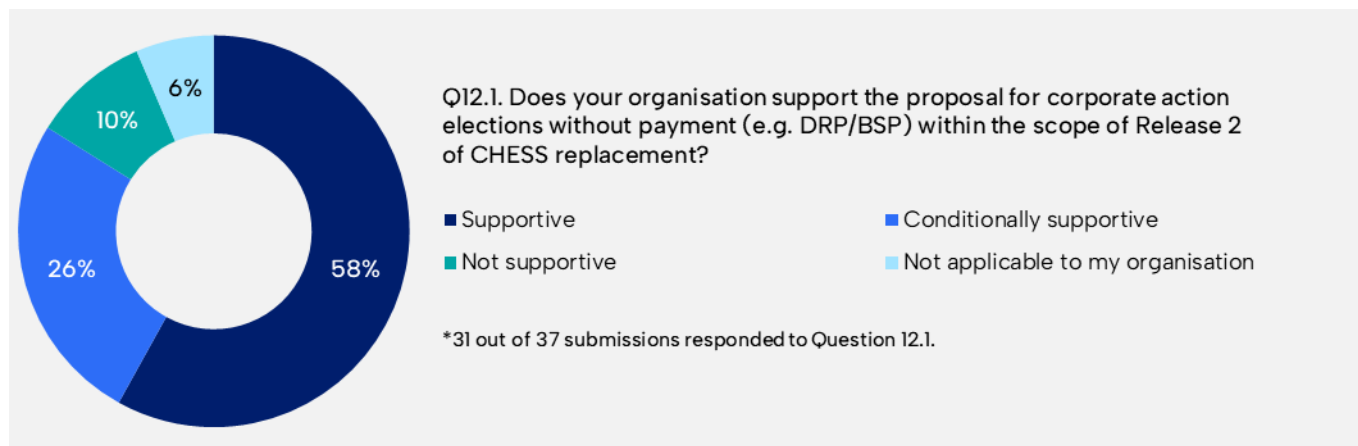 6%
10%
26%
58%
Q12.1. Does your organisation support the proposal for corporate action
elections without payment (e.g. DRP/BSP) within the scope of Release 2
of CHESS replacement?
Supportive
Conditionally supportive
Not supportive
Not applicable to my organisation
*31 out of 37 submissions responded to Question 12.1.